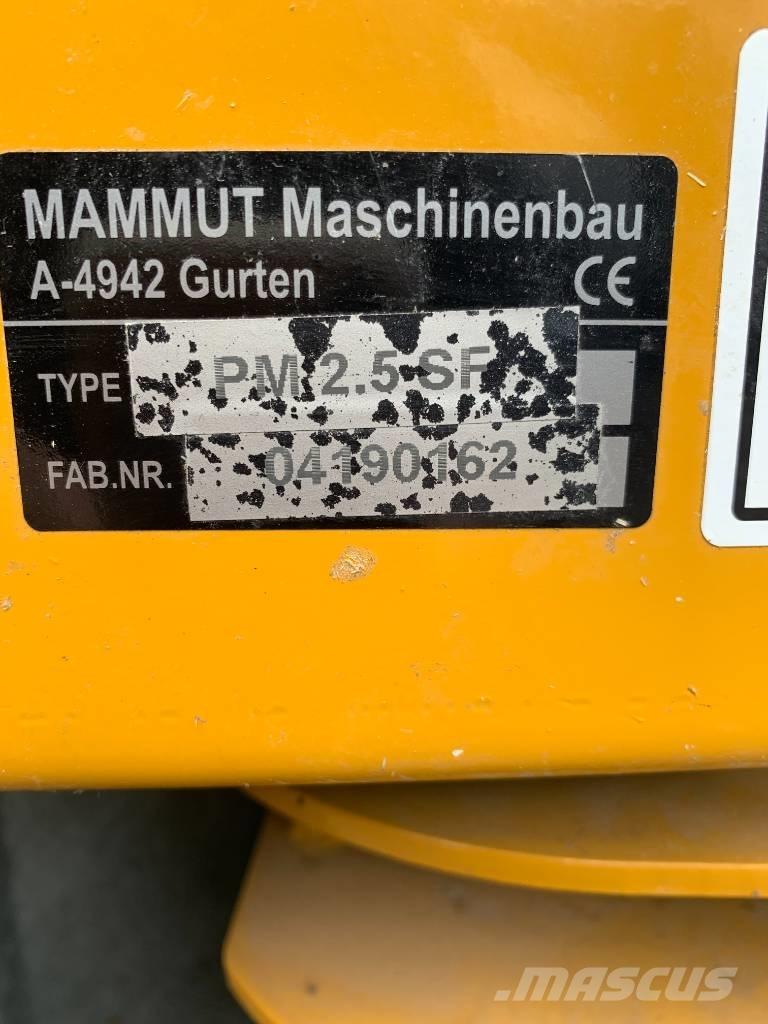 MAMMUT Maschinenbau
A-4942 Gurten CE
TYPE PM 2.5 SF
FAB.NR. 04190162
MASCUS